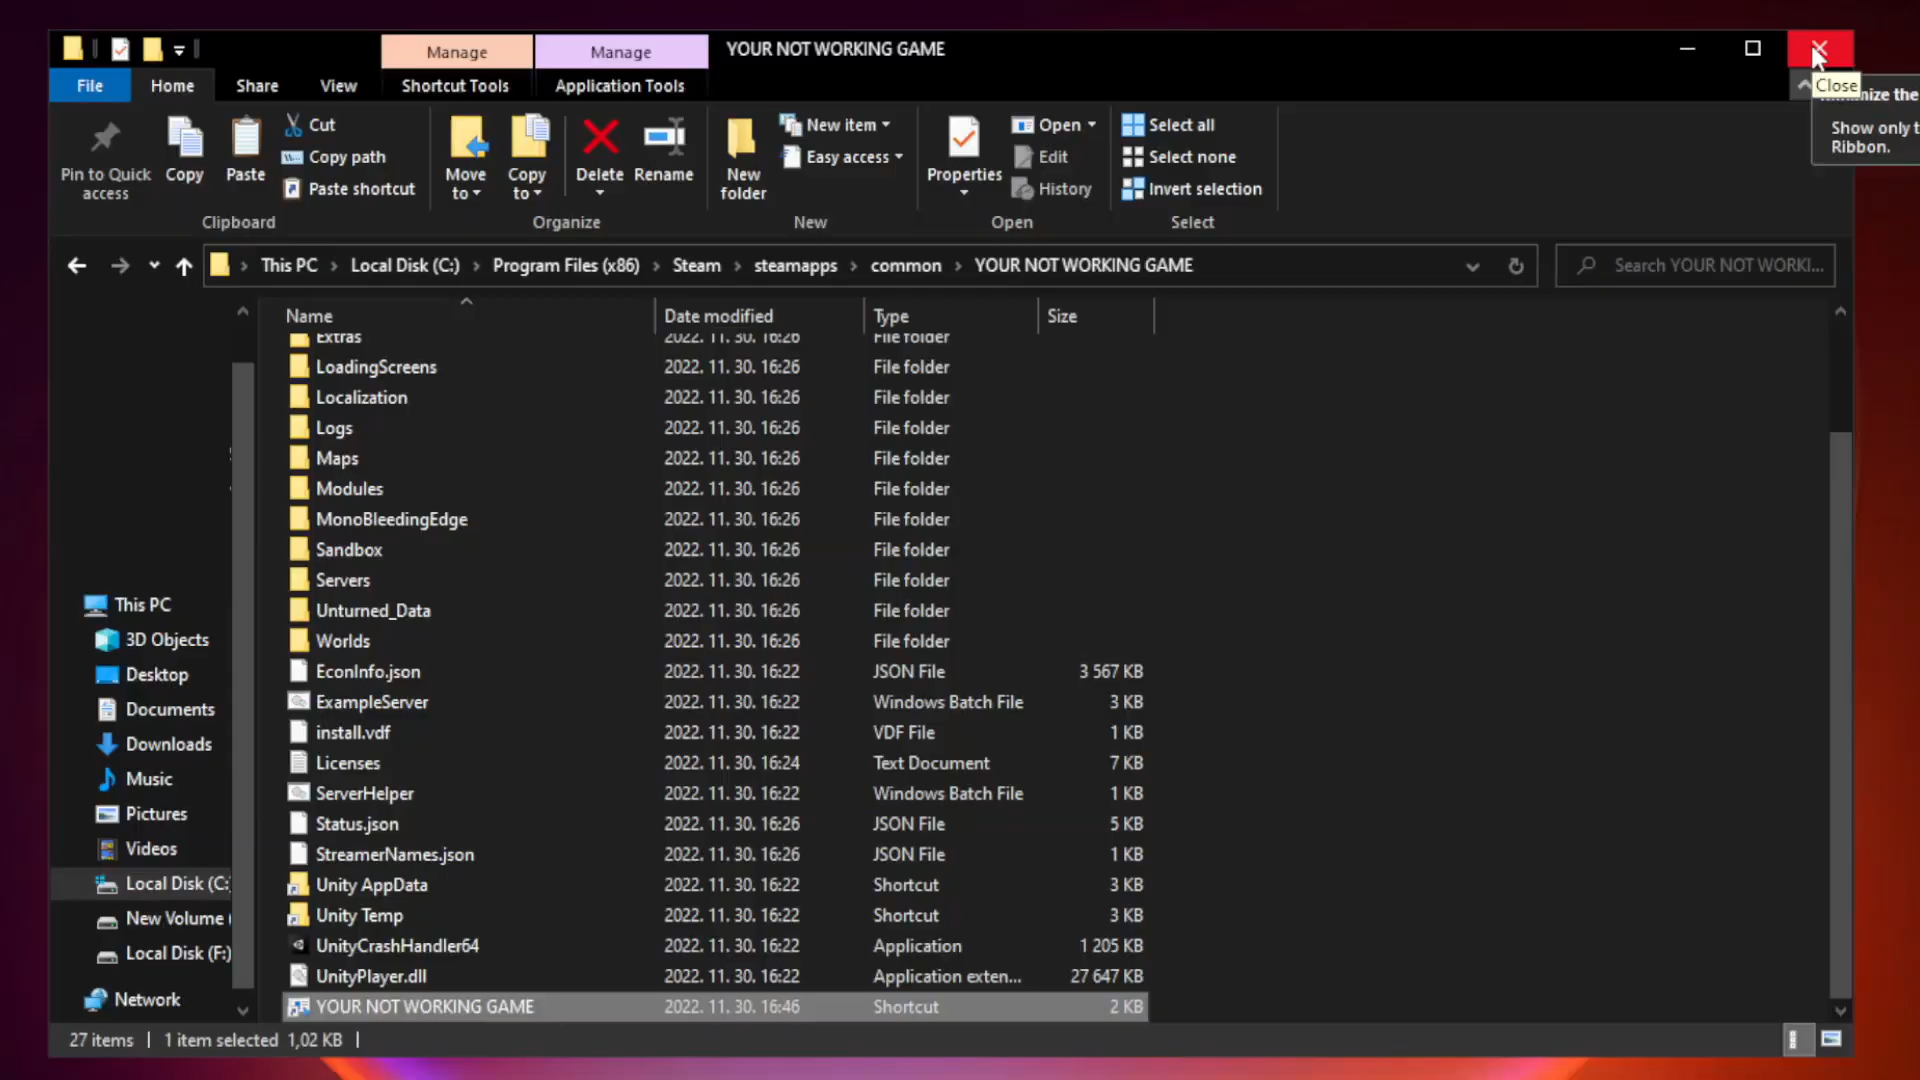 Manage
Manage
YOUR NOT WORKING GAME
Close
File
Home
Share
View
Shortcut Tools
Application Tools
mize the
Show only t
Ribbon.
Pin to Quick
access
Copy
Paste
Cut
Copy path
Paste shortcut
Clipboard
Move
to
Copy
to
Delete
Rename
Organize
New
folder
New item
Easy access
New
Properties
Open
Edit
History
Open
Select all
Select none
Invert selection
Select
This PC
Local Disk (C:)
Program Files (x86)
Steam
steamapps
common
YOUR NOT WORKING GAME
Search YOUR NOT WORKI...
Name Date modified Type Size
Extras 2022. 11. 30. 16:26 File folder
LoadingScreens 2022. 11. 30. 16:26 File folder
Localization 2022. 11. 30. 16:26 File folder
Logs 2022. 11. 30. 16:26 File folder
Maps 2022. 11. 30. 16:26 File folder
Modules 2022. 11. 30. 16:26 File folder
MonoBleedingEdge 2022. 11. 30. 16:26 File folder
Sandbox 2022. 11. 30. 16:26 File folder
Servers 2022. 11. 30. 16:26 File folder
Unturned_Data 2022. 11. 30. 16:26 File folder
Worlds 2022. 11. 30. 16:26 File folder
EconInfo.json 2022. 11. 30. 16:22 JSON File 3 567 KB
ExampleServer 2022. 11. 30. 16:22 Windows Batch File 3 KB
install.vdf 2022. 11. 30. 16:22 VDF File 1 KB
Licenses 2022. 11. 30. 16:24 Text Document 7 KB
ServerHelper 2022. 11. 30. 16:22 Windows Batch File 1 KB
Status.json 2022. 11. 30. 16:26 JSON File 5 KB
StreamerNames.json 2022. 11. 30. 16:26 JSON File 1 KB
Unity AppData 2022. 11. 30. 16:22 Shortcut 3 KB
Unity Temp 2022. 11. 30. 16:22 Shortcut 3 KB
UnityCrashHandler64 2022. 11. 30. 16:22 Application 1 205 KB
UnityPlayer.dll 2022. 11. 30. 16:22 Application exten... 27 647 KB
YOUR NOT WORKING GAME 2022. 11. 30. 16:46 Shortcut 2 KB
This PC
3D Objects
Desktop
Documents
Downloads
Music
Pictures
Videos
Local Disk (C:
New Volume (
Local Disk (F:)
Network
27 items
1 item selected 1,02 KB